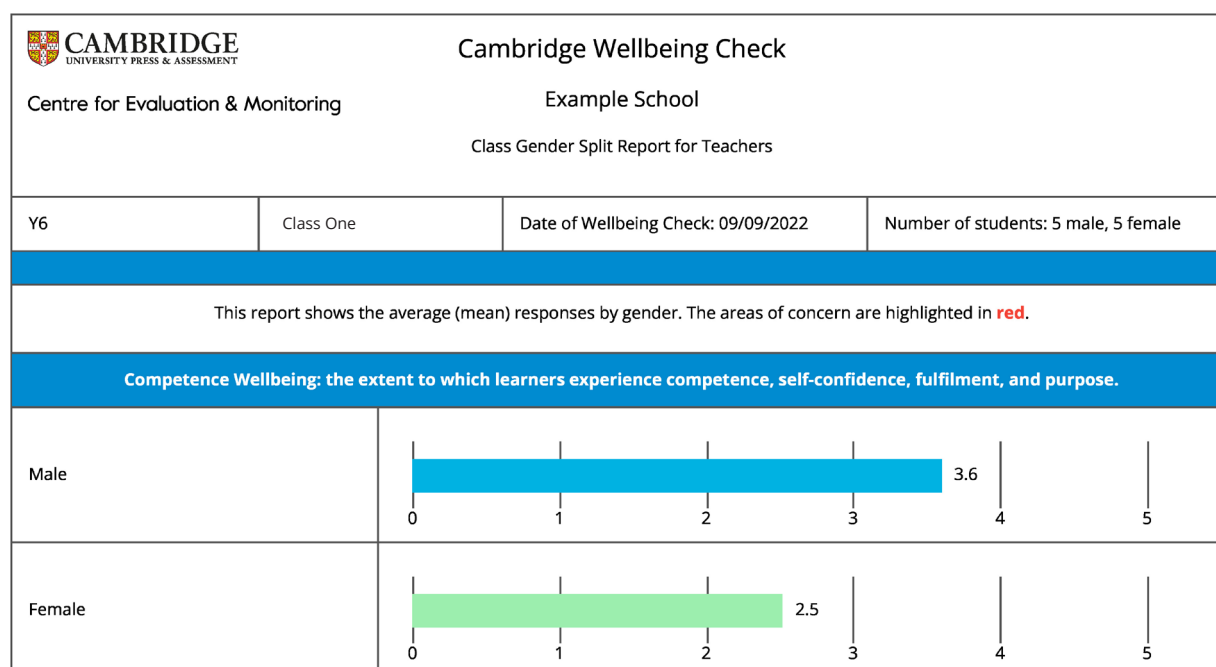 CAMBRIDGE
UNIVERSITY PRESS & ASSESSMENT
Centre for Evaluation & Monitoring
Cambridge Wellbeing Check
Example School
Class Gender Split Report for Teachers
Y6
Class One
Date of Wellbeing Check: 09/09/2022
Number of students: 5 male, 5 female
This report shows the average (mean) responses by gender. The areas of concern are highlighted in red.
Competence Wellbeing: the extent to which learners experience competence, self-confidence, fulfilment, and purpose.
Male
3.6
0 1 2 3 4 5
Female
2.5
0 1 2 3 4 5